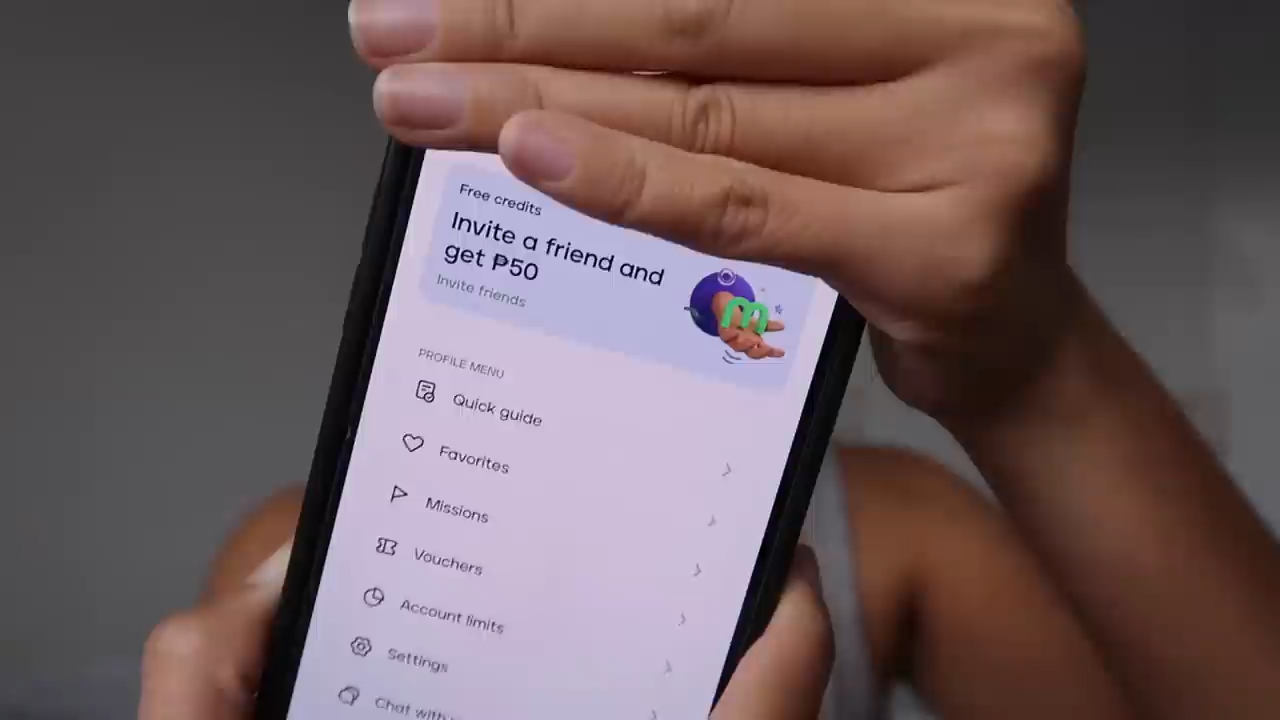 Free credits
Invite a friend and
get ₱50
Invite friends
m
PROFILE MENU
Quick guide
Favorites
Missions
Vouchers
Account limits
Settings
Chat with